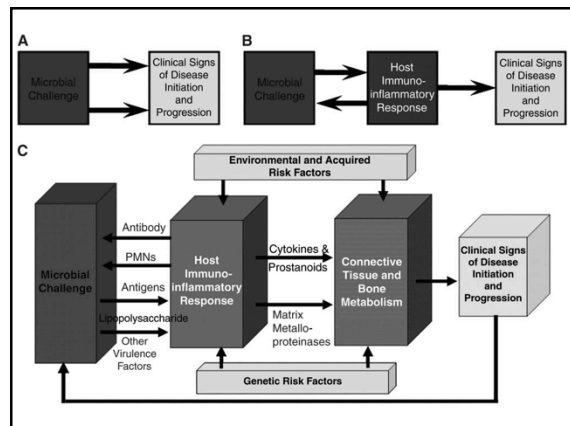 A
Microbial
Challenge
Clinical Signs
of Disease
Initiation
and
Progression
B
Microbial
Challenge
Host
Immuno-
inflammatory
Response
Clinical Signs
of Disease
Initiation
and
Progression
C
Environmental and Acquired
Risk Factors
Microbial
Challenge
Antibody
PMNs
Antigens
Lipopolysaccharide
Other
Virulence
Factors
Host
Immuno-
inflammatory
Response
Cytokines &
Prostanoids
Matrix
Metallo-
proteinases
Connective
Tissue and
Bone
Metabolism
Clinical Signs
of Disease
Initiation
and
Progression
Genetic Risk Factors